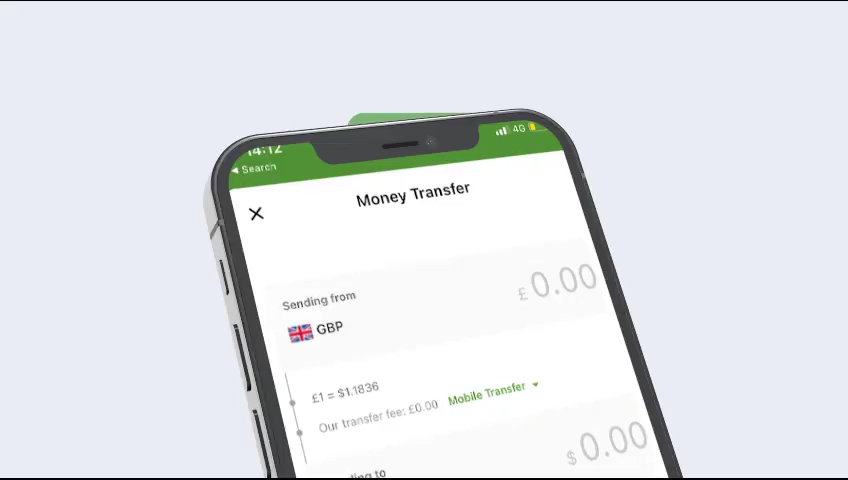 14:12
4G
◀ Search
Money Transfer
Sending from
£ 0.00
GBP
£1 = $1.1836
Our transfer fee: £0.00 Mobile Transfer
$ 0.00